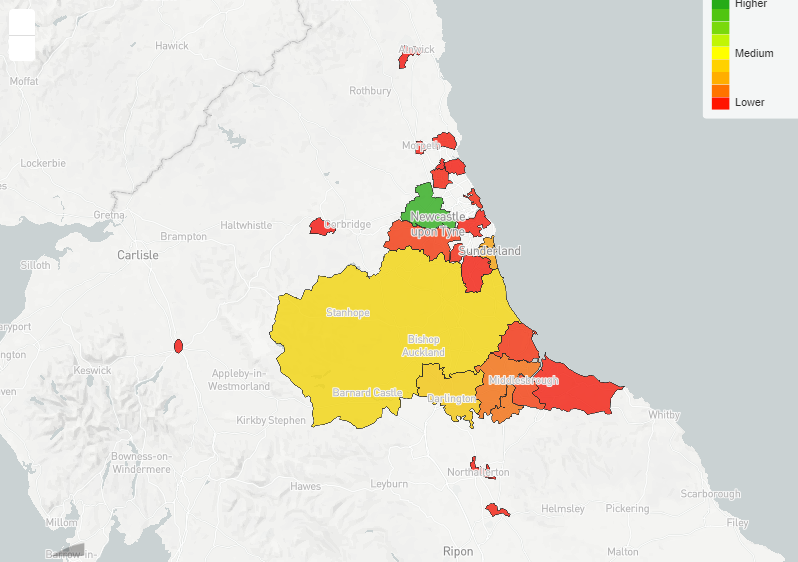 Higher
Medium
Lower
Hawick
Alnwick
Moffat
Rothbury
Morpeth
Lockerbie
Gretna
Newcastle
upon Tyne
Haltwhistle
Corbridge
Brampton
Carlisle
Sunderland
Silloth
Stanhope
Bishop
Auckland
Keswick
Appleby-in-
Westmorland
Middlesbrough
Barnard Castle
Darlington
Kirkby Stephen
Whitby
Bowness-on-
Windermere
Northallerton
Hawes
Leyburn
Scarborough
Helmsley
Pickering
Millom
Filey
Barrow-in-
Ripon
Malton